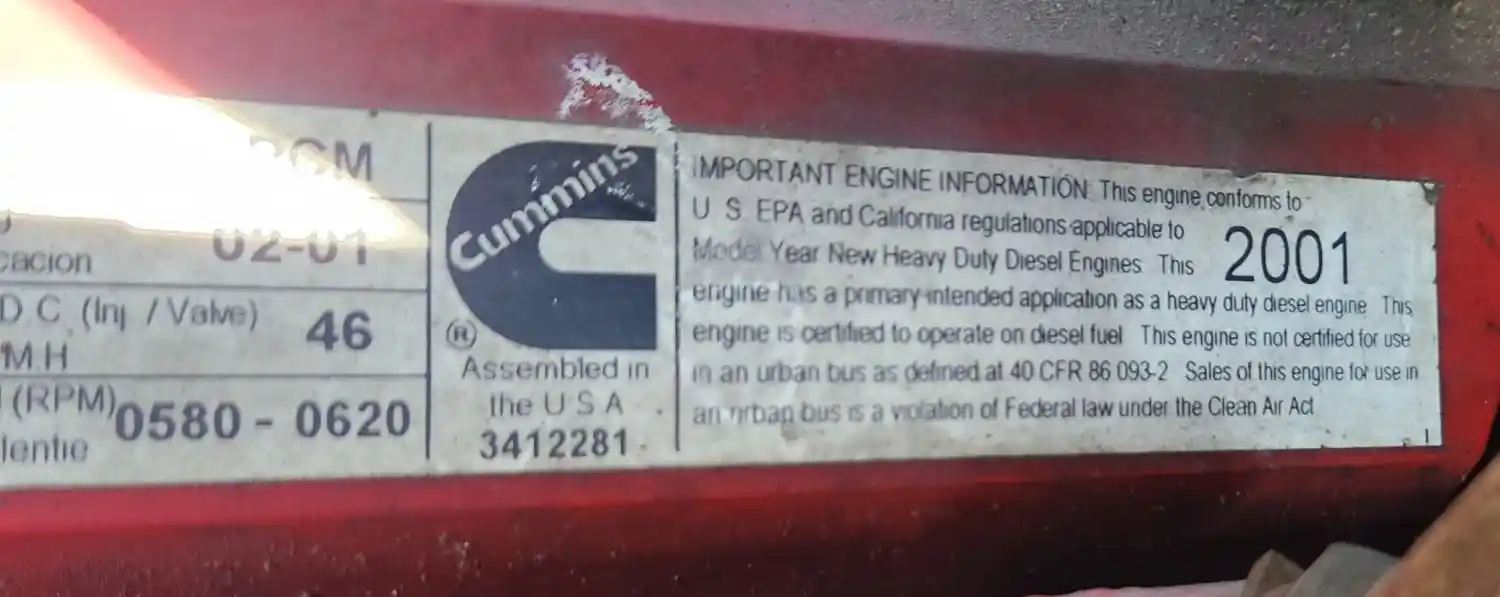 CM
02-01
cacion
D.C. (Inj / Valve) 46
M.H
(RPM) 0580 - 0620
lentie
Cummins
®
Assembled in
the U S A
3412281
IMPORTANT ENGINE INFORMATION This engine conforms to
U. S. EPA and California regulations applicable to
Model Year New Heavy Duty Diesel Engines This 2001
engine has a primary intended application as a heavy duty diesel engine This
engine is certified to operate on diesel fuel This engine is not certified for use
in an urban bus as defined at 40 CFR 86 093-2 Sales of this engine for use in
an urban bus is a violation of Federal law under the Clean Air Act